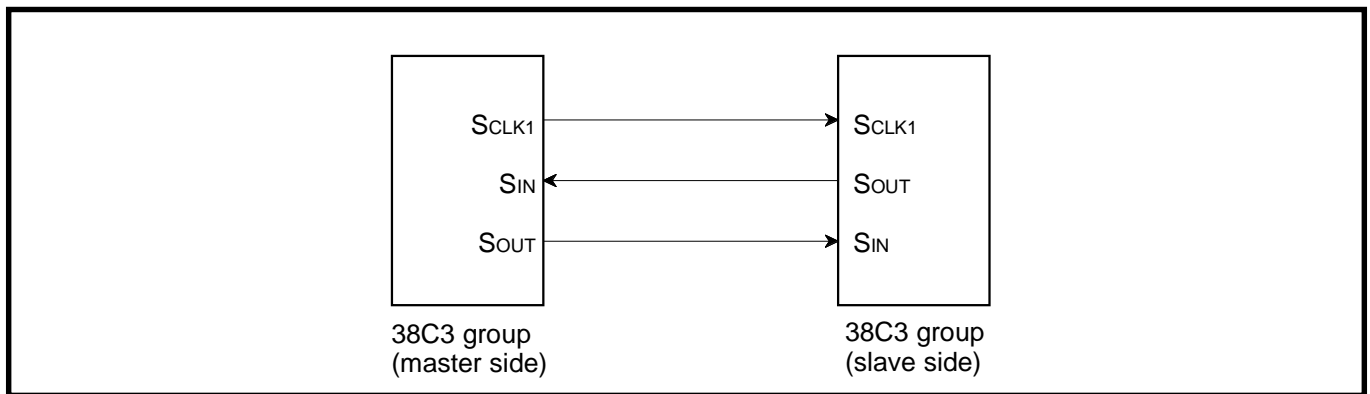 SCLK1
SIN
SOUT
SCLK1
SOUT
SIN
38C3 group
(master side)
38C3 group
(slave side)